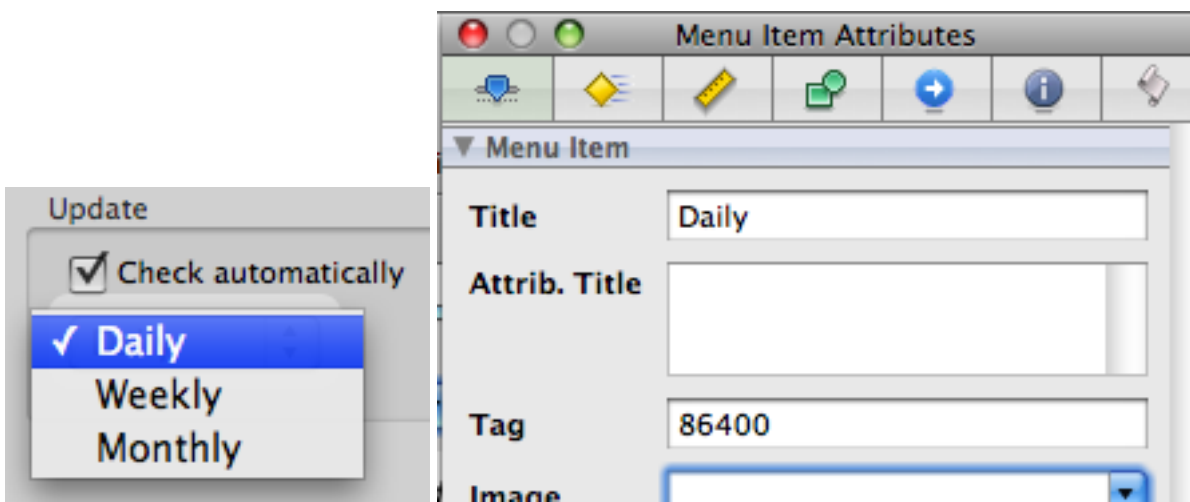 Update
Check automatically
Daily
Weekly
Monthly
Menu Item Attributes
Menu Item
Title
Daily
Attrib. Title
Tag
86400
Image